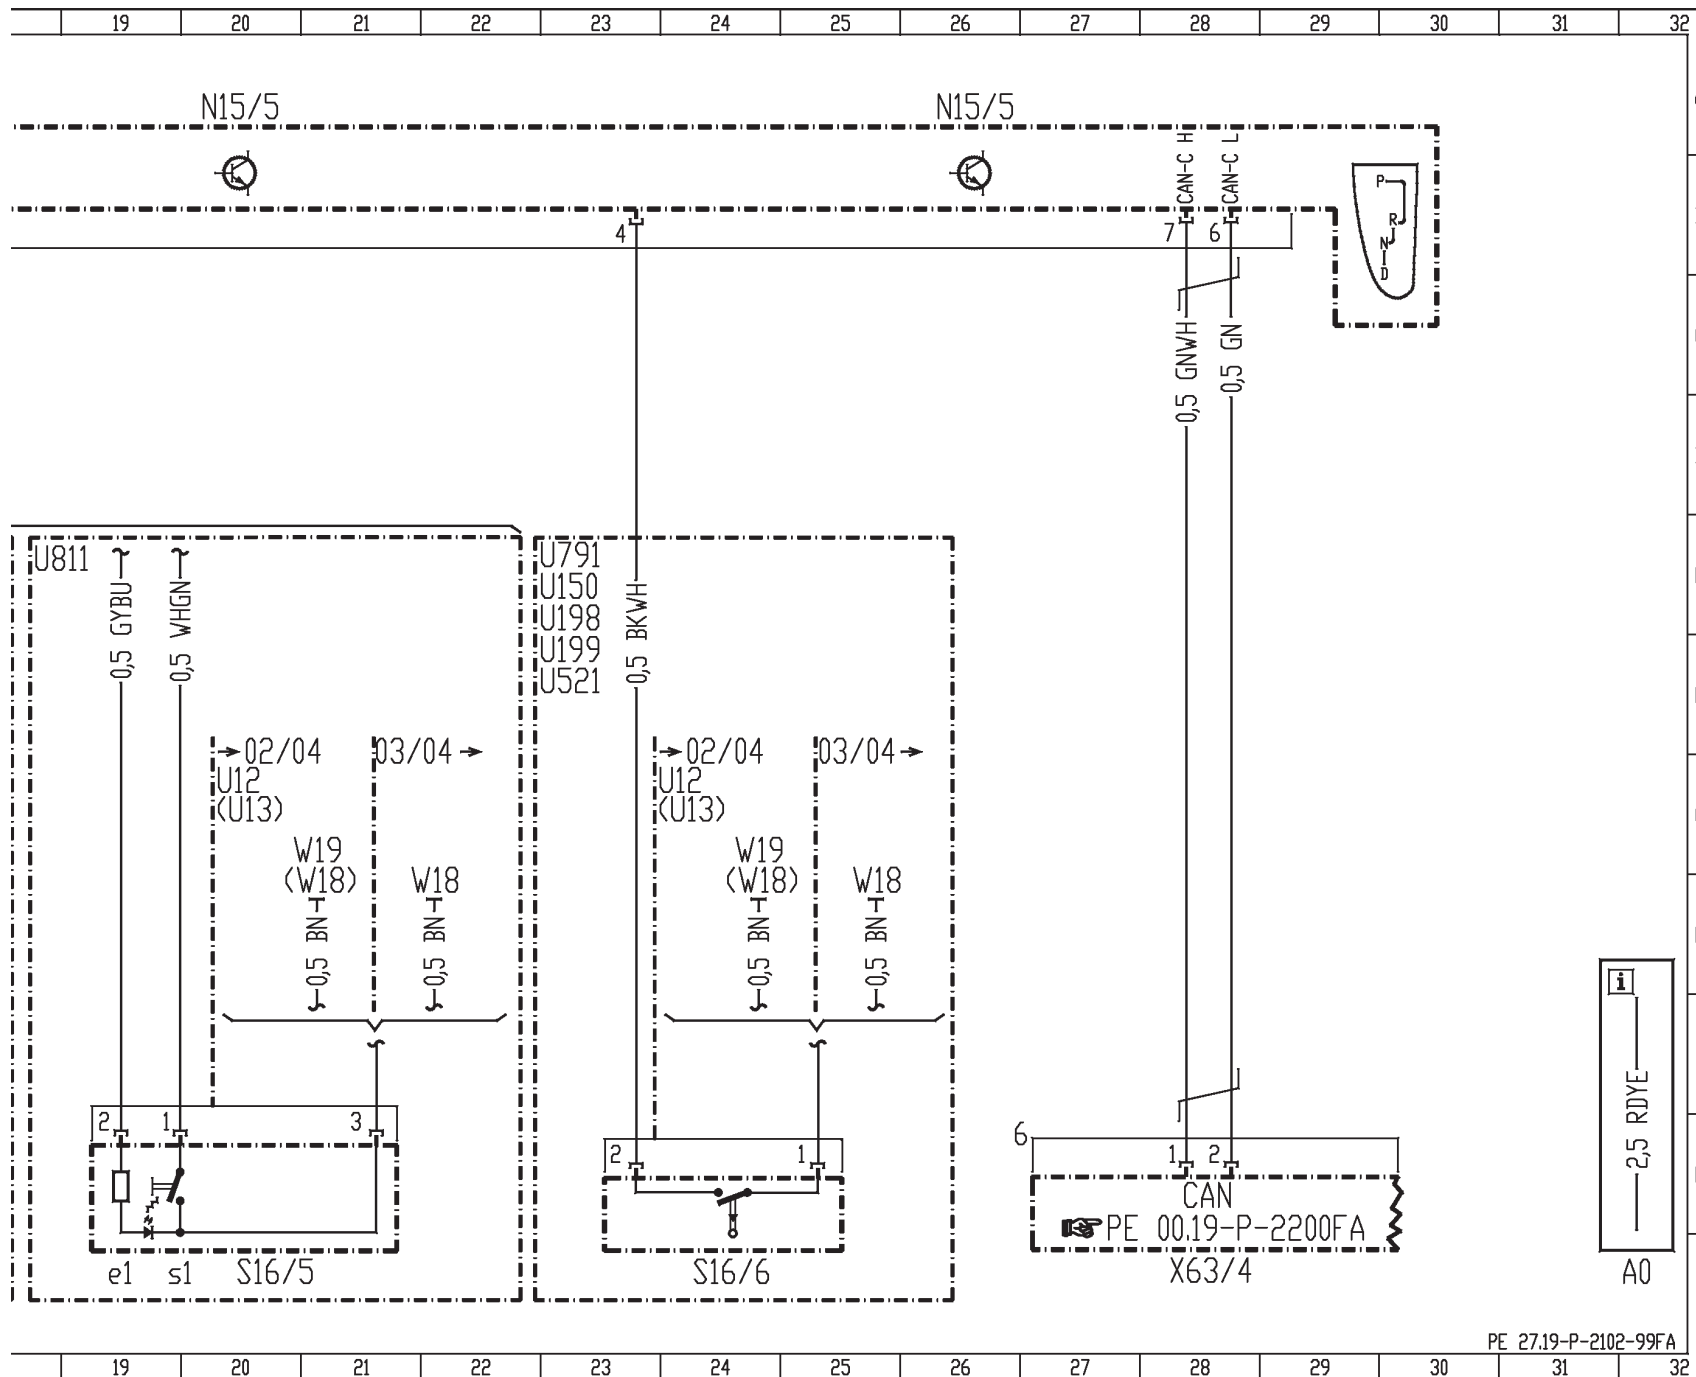 19 20 21 22 23 24 25 26 27 28 29 30 31 32
N15/5 N15/5
CAN-C H
CAN-C L
P
R
N
D
4 7 6
0,5 GNWH
0,5 GN
U811
0,5 GYBU
0,5 WHGN
U791
U150
U198
U199
U521
0,5 BKWH
02/04 03/04
U12
(U13)
W19
(W18) W18
0,5 BN
0,5 BN
02/04 03/04
U12
(U13)
W19
(W18) W18
0,5 BN
0,5 BN
2 1 3
e1 s1 S16/5
2 1
S16/6
6
1 2
CAN
PE 00.19-P-2200FA
X63/4
i
2,5 RDYE
A0
PE 27.19-P-2102-99FA
19 20 21 22 23 24 25 26 27 28 29 30 31 32